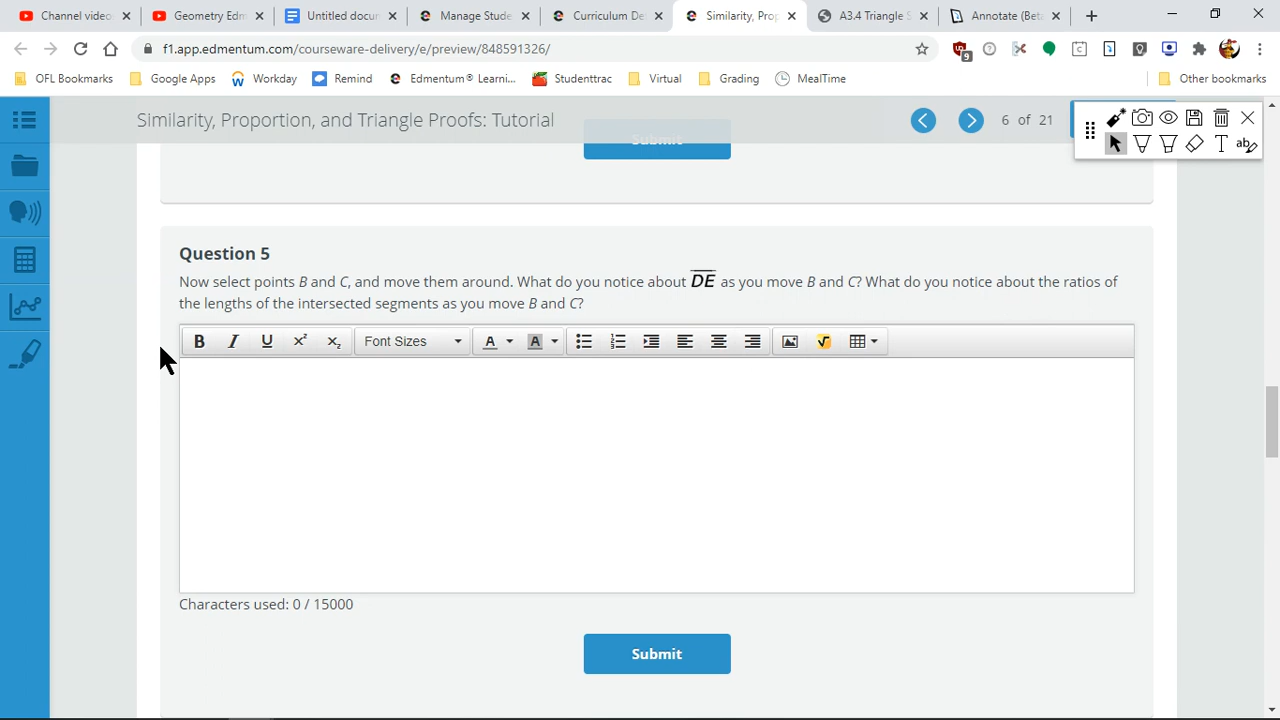 Channel video
Geometry Edm
Untitled docu
Manage Stude
Curriculum De
Similarity, Prop
A3.4 Triangle S
Annotate (Beta
f1.app.edmentum.com/courseware-delivery/e/preview/848591326/
9
OFL Bookmarks
Google Apps
Workday
Remind
Edmentum® Learni...
Studenttrac
Virtual
Grading
MealTime
Other bookmarks
Similarity, Proportion, and Triangle Proofs: Tutorial
6 of 21
Submit
Question 5
Now select points B and C, and move them around. What do you notice about DE as you move B and C? What do you notice about the ratios of
the lengths of the intersected segments as you move B and C?
B I U x² x₂ Font Sizes A A
Characters used: 0 / 15000
Submit